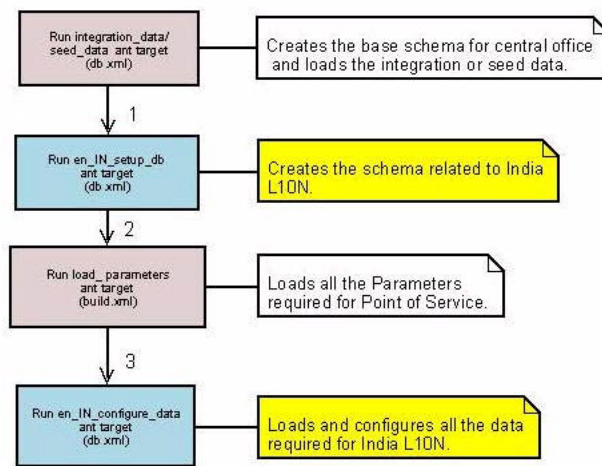 Run integration_data/
seed_data ant target
(db.xml)
Creates the base schema for central office
and loads the integration or seed data.
1
Run en_IN_setup_db
ant target
(db.xml)
Creates the schema related to India
L10N.
2
Run load_ parameters
ant target
(build.xml)
Loads all the Parameters
required for Point of Service.
3
Run en_IN_configure_data
ant target
(db.xml)
Loads and configures all the data
required for India L10N.